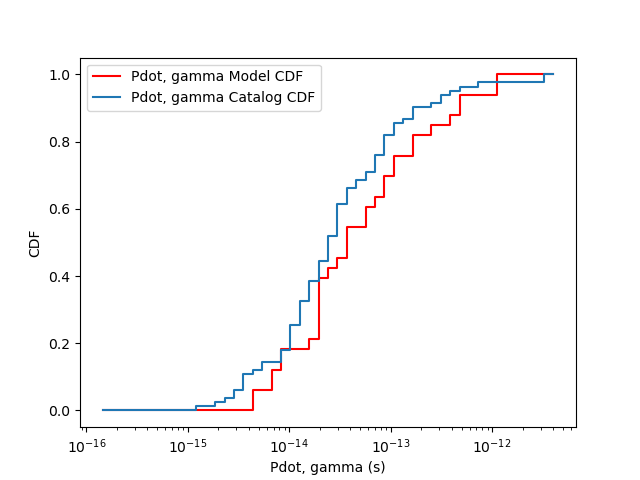 Pdot, gamma Model CDF
Pdot, gamma Catalog CDF
1.0
0.8
0.6
0.4
0.2
0.0
CDF
10⁻¹⁶ 10⁻¹⁵ 10⁻¹⁴ 10⁻¹³ 10⁻¹²
Pdot, gamma (s)